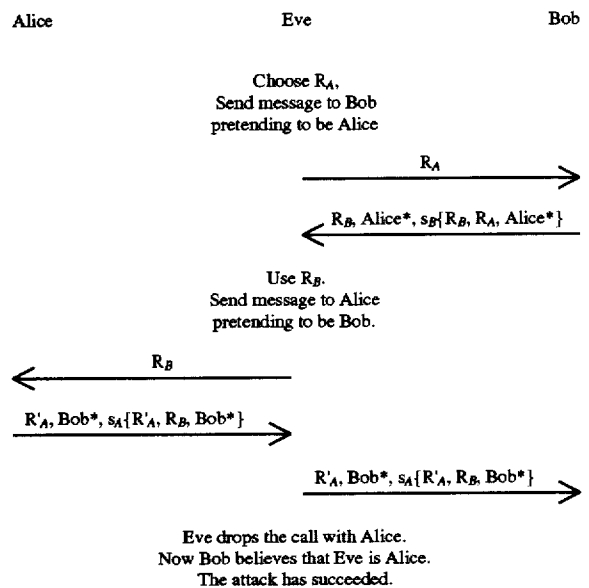 Alice Eve Bob
Choose R_A,
Send message to Bob
pretending to be Alice
R_A
R_B, Alice*, s_B{R_B, R_A, Alice*}
Use R_B.
Send message to Alice
pretending to be Bob.
R_B
R'_A, Bob*, s_A{R'_A, R_B, Bob*}
R'_A, Bob*, s_A{R'_A, R_B, Bob*}
Eve drops the call with Alice.
Now Bob believes that Eve is Alice.
The attack has succeeded.